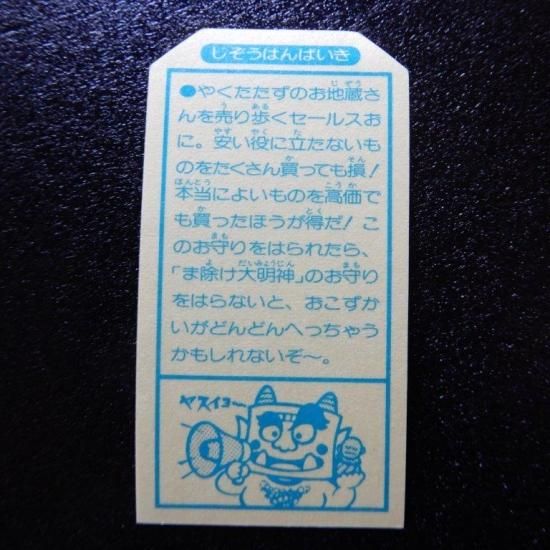 じぞうはんばいき
●やくたたずのお地蔵さ
んを売り歩くセールスお
に。安い役に立たないも
のをたくさん買っても損!
本当によいものを高価で
も買ったほうが得だ! こ
のお守りをはられたら、
「ま除け大明神」のお守り
をはらないと、おこずか
いがどんどんへっちゃう
かもしれないぞ〜。
ヤスイヨ〜